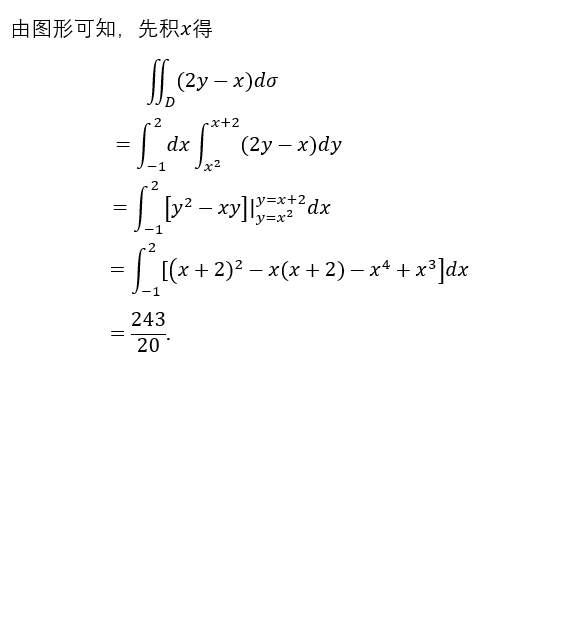 由图形可知，先积x得
∬_D (2y − x)dσ
= ∫_{−1}^{2} dx ∫_{x²}^{x+2} (2y − x)dy
= ∫_{−1}^{2} [y² − xy]|_{y=x²}^{y=x+2} dx
= ∫_{−1}^{2} [(x + 2)² − x(x + 2) − x⁴ + x³]dx
= 243/20.